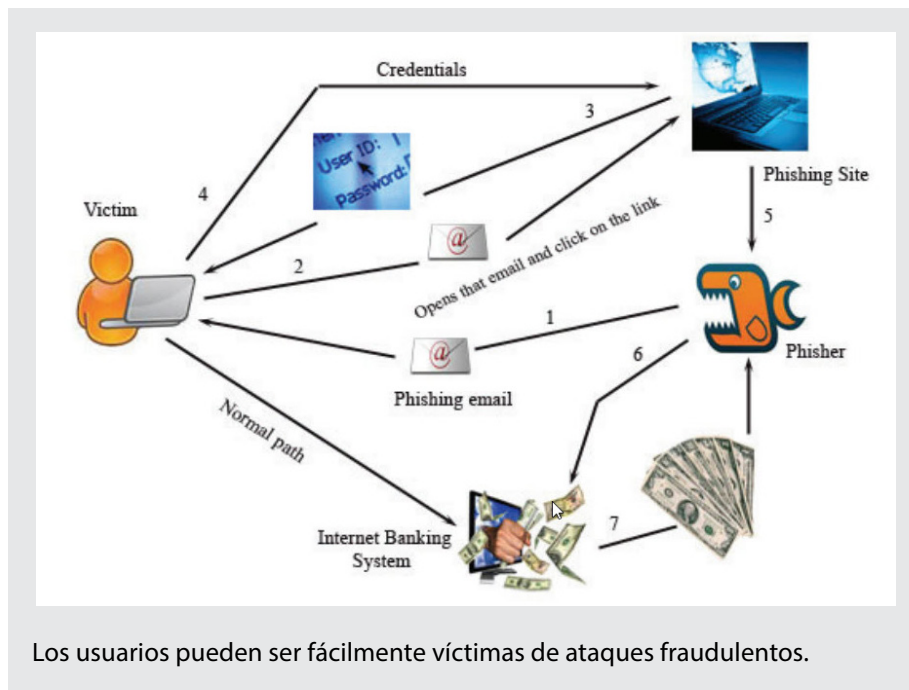 Credentials
3
User ID:
Password:
Phishing Site
4
Victim
5
@
2
Opens that email and click on the link
1
@
6
Phisher
Phishing email
Normal path
7
Internet Banking
System
Los usuarios pueden ser fácilmente víctimas de ataques fraudulentos.